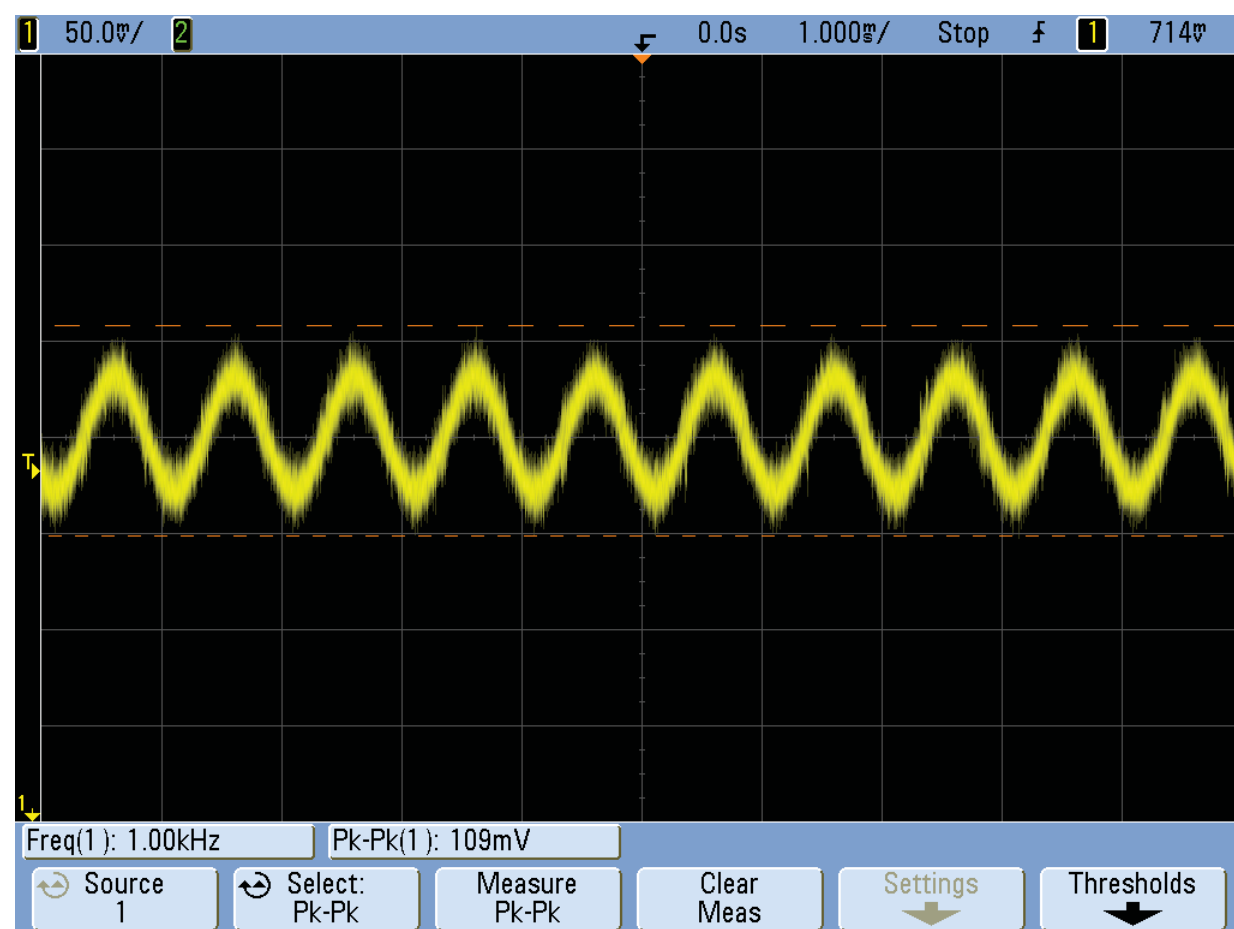 1 50.0mV/ 2 0.0s 1.000ms/ Stop 1 714mV
T
1
Freq(1): 1.00kHz Pk-Pk(1): 109mV
Source Select: Measure Clear Settings Thresholds
1 Pk-Pk Pk-Pk Meas